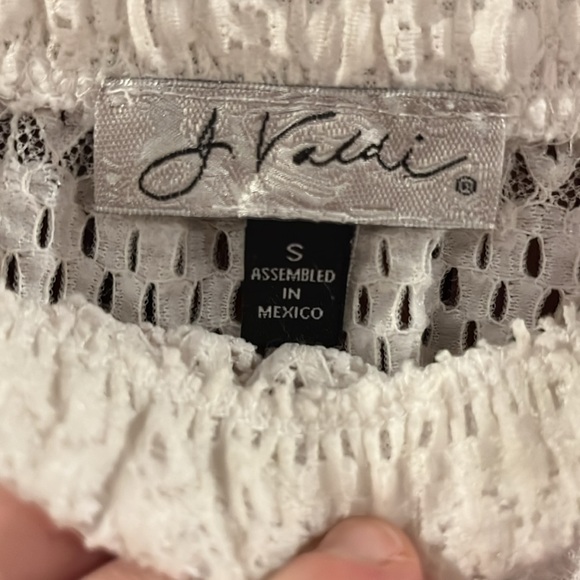 J Valdi ®
S
ASSEMBLED
IN
MEXICO